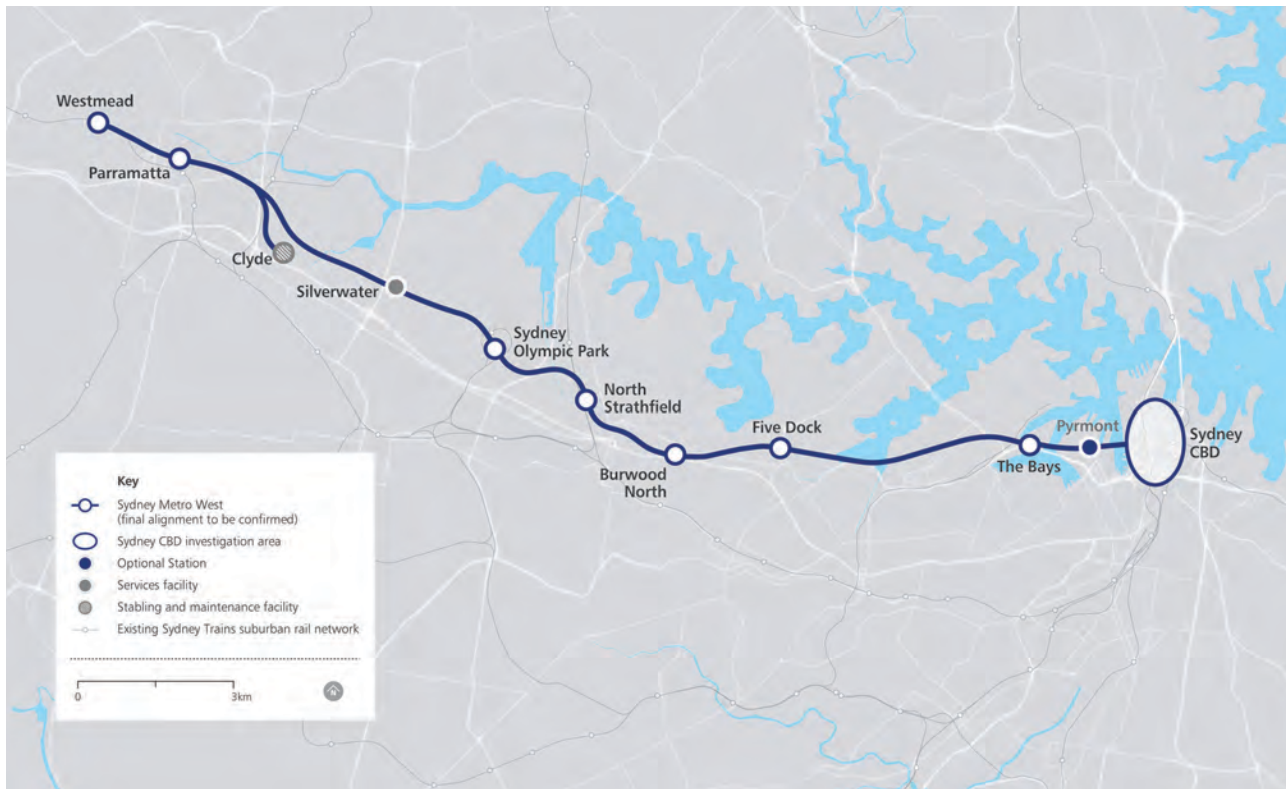 Westmead
Parramatta
Clyde
Silverwater
Sydney
Olympic Park
North
Strathfield
Five Dock
Burwood
North
Pyrmont
The Bays
Sydney
CBD
Key
Sydney Metro West
(final alignment to be confirmed)
Sydney CBD investigation area
Optional Station
Services facility
Stabling and maintenance facility
Existing Sydney Trains suburban rail network
0 3km
N